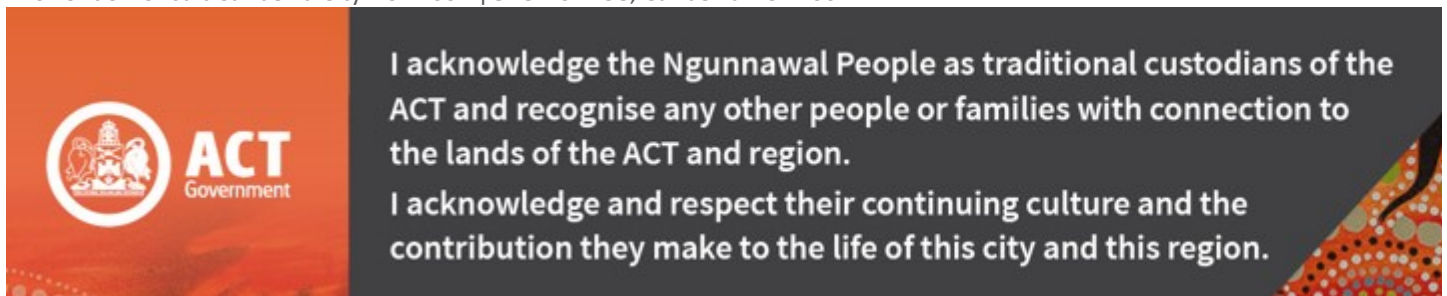 I acknowledge the Ngunnawal People as traditional custodians of the
ACT and recognise any other people or families with connection to
the lands of the ACT and region.
I acknowledge and respect their continuing culture and the
contribution they make to the life of this city and this region.
ACT
Government